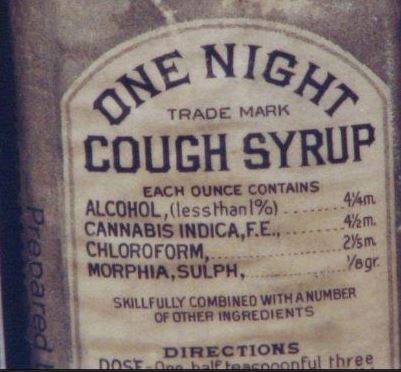 ONE NIGHT
TRADE MARK
COUGH SYRUP
EACH OUNCE CONTAINS
ALCOHOL, (less than 1%) ........ 4¼m.
CANNABIS INDICA, F.E., ........ 4½m.
CHLOROFORM, ........ 2⅕m.
MORPHIA, SULPH, ........ ⅛gr.
SKILLFULLY COMBINED WITH A NUMBER
OF OTHER INGREDIENTS
DIRECTIONS
DOSE-One half teaspoonful three
Prepared